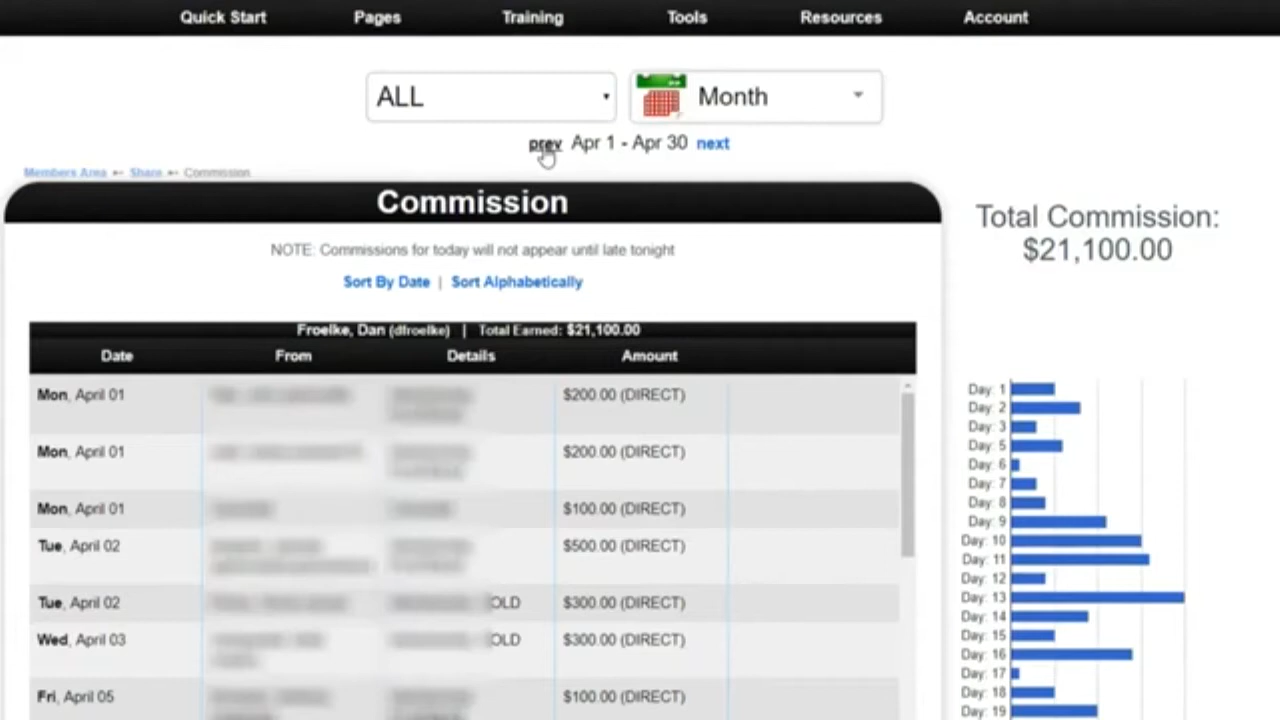 Quick Start Pages Training Tools Resources Account
ALL Month
prev Apr 1 - Apr 30 next
Members Area Share Commission
Commission
NOTE: Commissions for today will not appear until late tonight
Sort By Date | Sort Alphabetically
Total Commission:
$21,100.00
Froelke, Dan (dfroelke) | Total Earned: $21,100.00
Date From Details Amount
Mon, April 01 $200.00 (DIRECT)
Mon, April 01 $200.00 (DIRECT)
Mon, April 01 $100.00 (DIRECT)
Tue, April 02 $500.00 (DIRECT)
Tue, April 02 OLD $300.00 (DIRECT)
Wed, April 03 OLD $300.00 (DIRECT)
Fri, April 05 $100.00 (DIRECT)
Day: 1
Day: 2
Day: 3
Day: 5
Day: 6
Day: 7
Day: 8
Day: 9
Day: 10
Day: 11
Day: 12
Day: 13
Day: 14
Day: 15
Day: 16
Day: 17
Day: 18
Day: 19